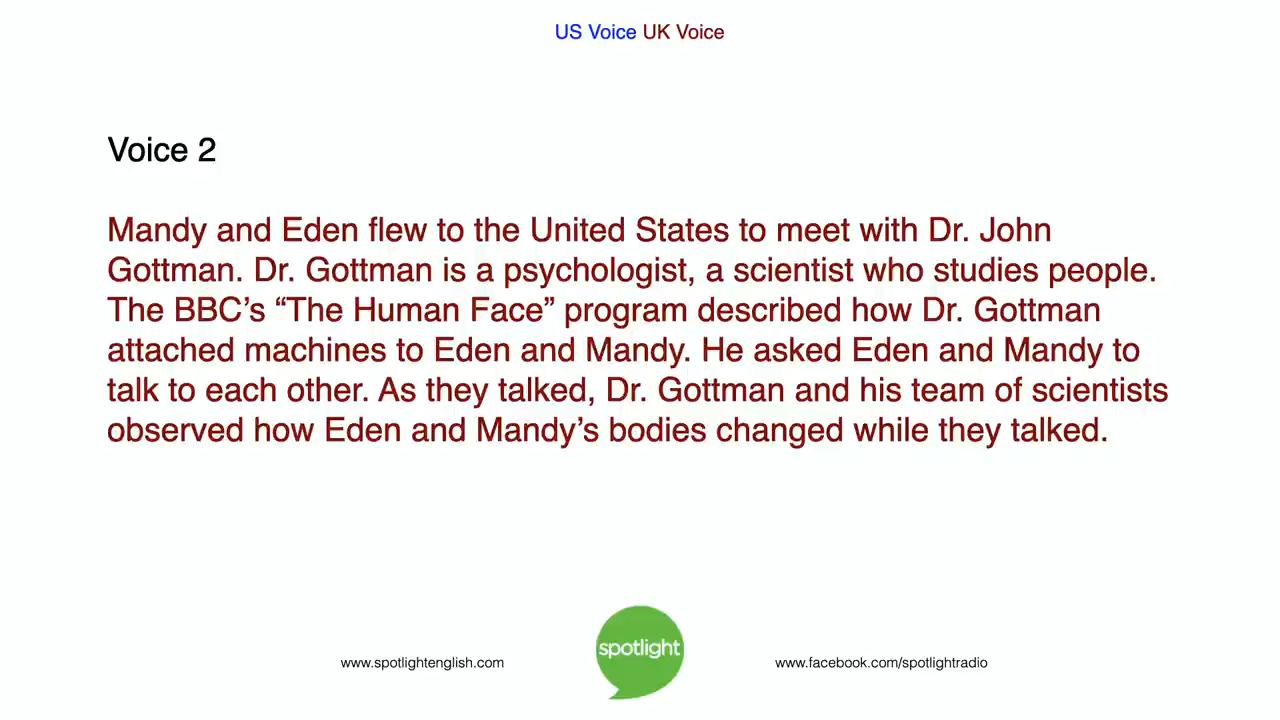 US Voice UK Voice
Voice 2
Mandy and Eden flew to the United States to meet with Dr. John
Gottman. Dr. Gottman is a psychologist, a scientist who studies people.
The BBC’s “The Human Face” program described how Dr. Gottman
attached machines to Eden and Mandy. He asked Eden and Mandy to
talk to each other. As they talked, Dr. Gottman and his team of scientists
observed how Eden and Mandy’s bodies changed while they talked.
www.spotlightenglish.com
spotlight
www.facebook.com/spotlightradio